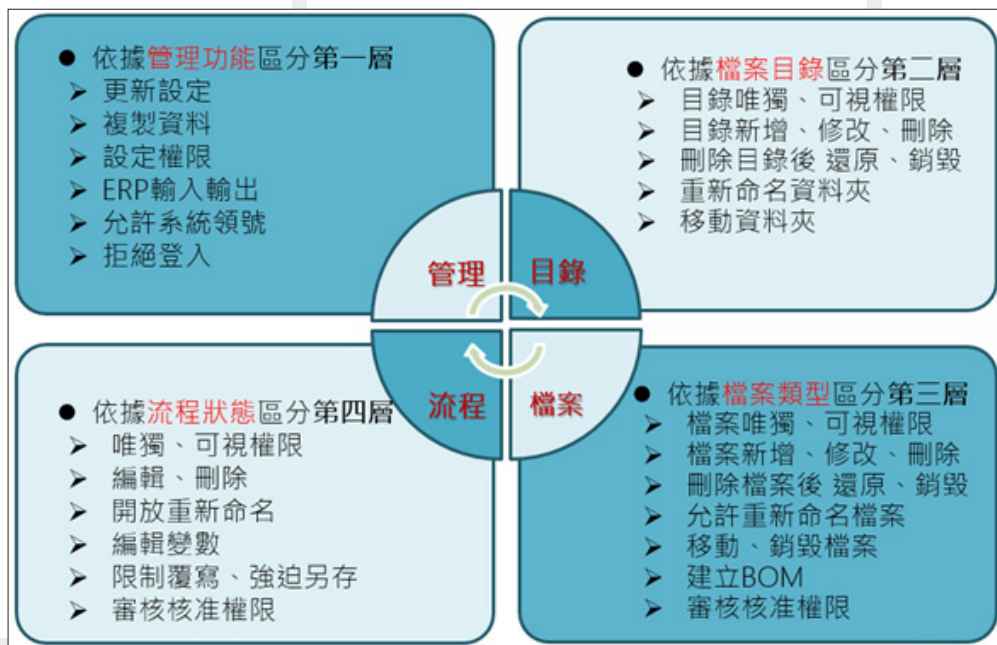 ● 依據管理功能區分第一層
➤ 更新設定
➤ 複製資料
➤ 設定權限
➤ ERP輸入輸出
➤ 允許系統領號
➤ 拒絕登入
● 依據檔案目錄區分第二層
➤ 目錄唯獨、可視權限
➤ 目錄新增、修改、刪除
➤ 刪除目錄後 還原、銷毀
➤ 重新命名資料夾
➤ 移動資料夾
管理
目錄
流程
檔案
● 依據流程狀態區分第四層
➤ 唯獨、可視權限
➤ 編輯、刪除
➤ 開放重新命名
➤ 編輯變數
➤ 限制覆寫、強迫另存
➤ 審核核准權限
● 依據檔案類型區分第三層
➤ 檔案唯獨、可視權限
➤ 檔案新增、修改、刪除
➤ 刪除檔案後 還原、銷毀
➤ 允許重新命名檔案
➤ 移動、銷毀檔案
➤ 建立BOM
➤ 審核核准權限